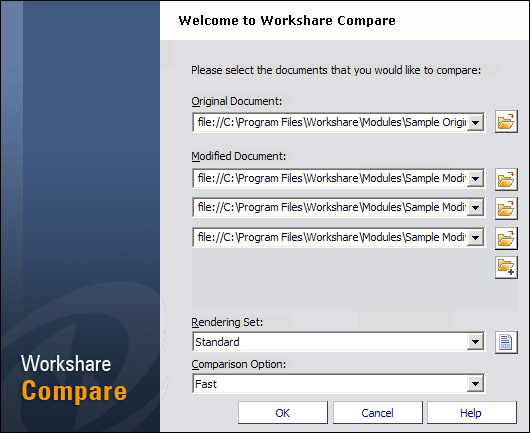 Welcome to Workshare Compare
Please select the documents that you would like to compare:
Original Document:
file://C:\Program Files\Workshare\Modules\Sample Origi
Modified Document:
file://C:\Program Files\Workshare\Modules\Sample Modi
file://C:\Program Files\Workshare\Modules\Sample Modi
file://C:\Program Files\Workshare\Modules\Sample Modi
Rendering Set:
Standard
Comparison Option:
Fast
Workshare
Compare
OK Cancel Help